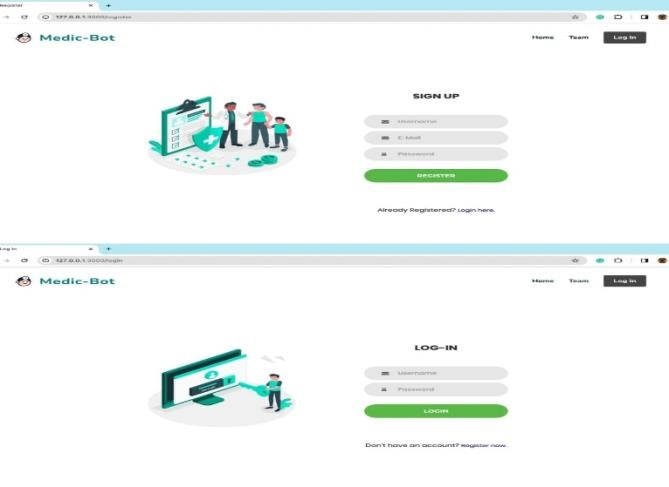 Register
127.0.0.1:3000/register
Medic-Bot
Home Team Log In
SIGN UP
Username
E-Mail
Password
REGISTER
Already Registered? Login here.
Log In
127.0.0.1:3000/login
Medic-Bot
Home Team Log In
LOG-IN
Username
Password
LOGIN
Don't have an account? Register now.